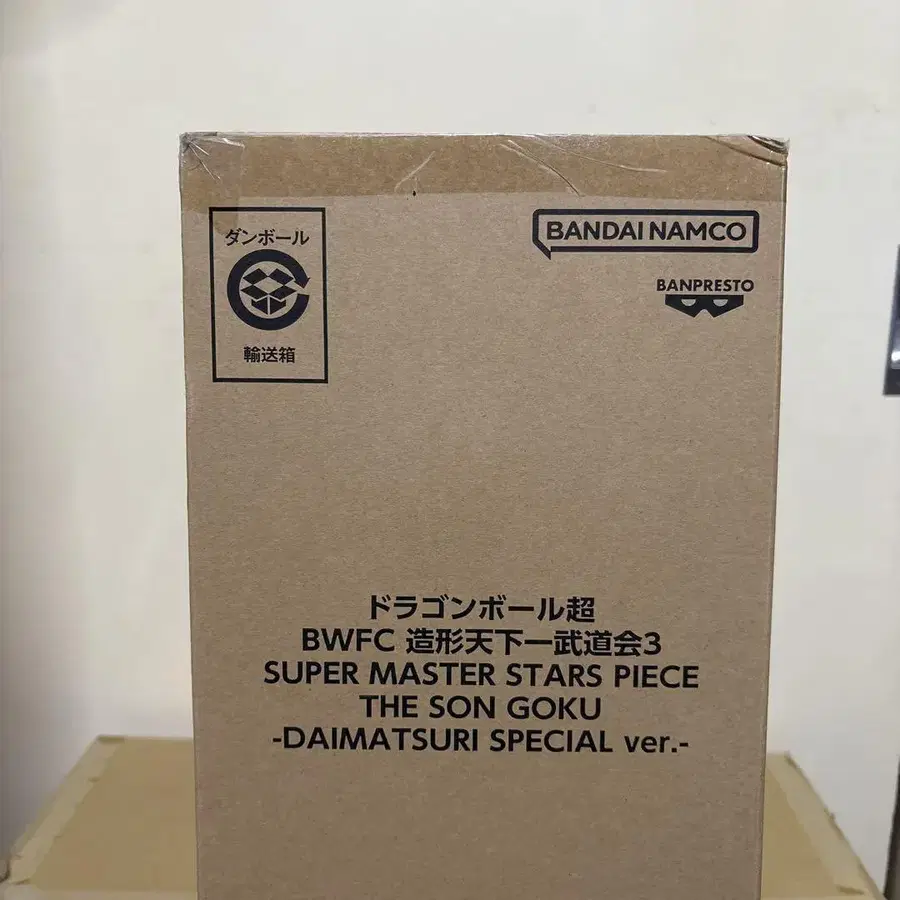 ダンボール
輸送箱
BANDAI NAMCO
BANPRESTO
ドラゴンボール超
BWFC 造形天下一武道会3
SUPER MASTER STARS PIECE
THE SON GOKU
-DAIMATSURI SPECIAL ver.-